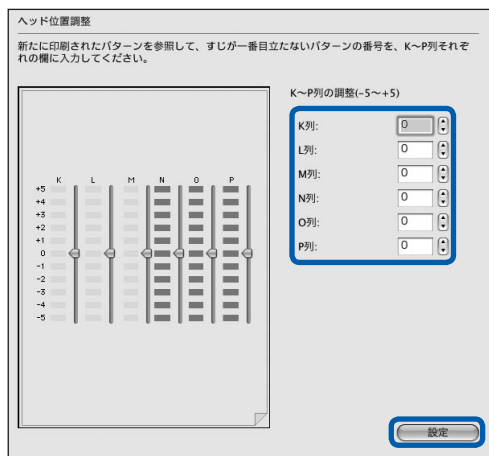 ヘッド位置調整
新たに印刷されたパターンを参照して、すじが一番目立たないパターンの番号を、K〜P列それぞ
れの欄に入力してください。
K〜P列の調整(-5〜+5)
K列: 0
L列: 0
M列: 0
N列: 0
O列: 0
P列: 0
K L M N O P
+5
+4
+3
+2
+1
0
-1
-2
-3
-4
-5
設定